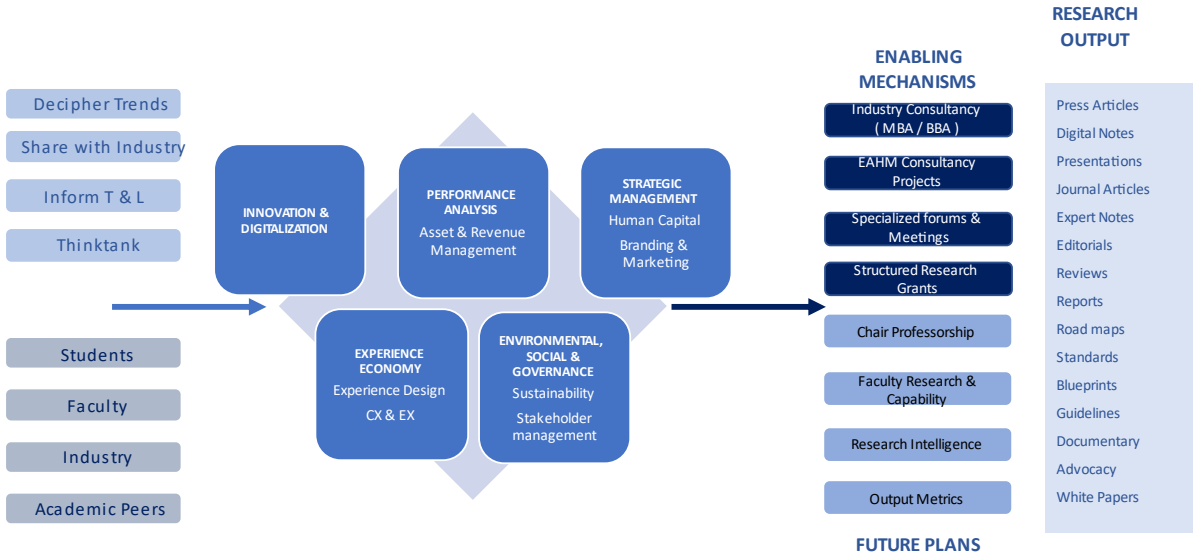 Decipher Trends
Share with Industry
Inform T & L
Thinktank
Students
Faculty
Industry
Academic Peers
INNOVATION &
DIGITALIZATION
PERFORMANCE
ANALYSIS
Asset & Revenue
Management
STRATEGIC
MANAGEMENT
Human Capital
Branding &
Marketing
EXPERIENCE
ECONOMY
Experience Design
CX & EX
ENVIRONMENTAL,
SOCIAL &
GOVERNANCE
Sustainability
Stakeholder
management
ENABLING
MECHANISMS
Industry Consultancy
( MBA / BBA )
EAHM Consultancy
Projects
Specialized forums &
Meetings
Structured Research
Grants
Chair Professorship
Faculty Research &
Capability
Research Intelligence
Output Metrics
FUTURE PLANS
RESEARCH
OUTPUT
Press Articles
Digital Notes
Presentations
Journal Articles
Expert Notes
Editorials
Reviews
Reports
Road maps
Standards
Blueprints
Guidelines
Documentary
Advocacy
White Papers